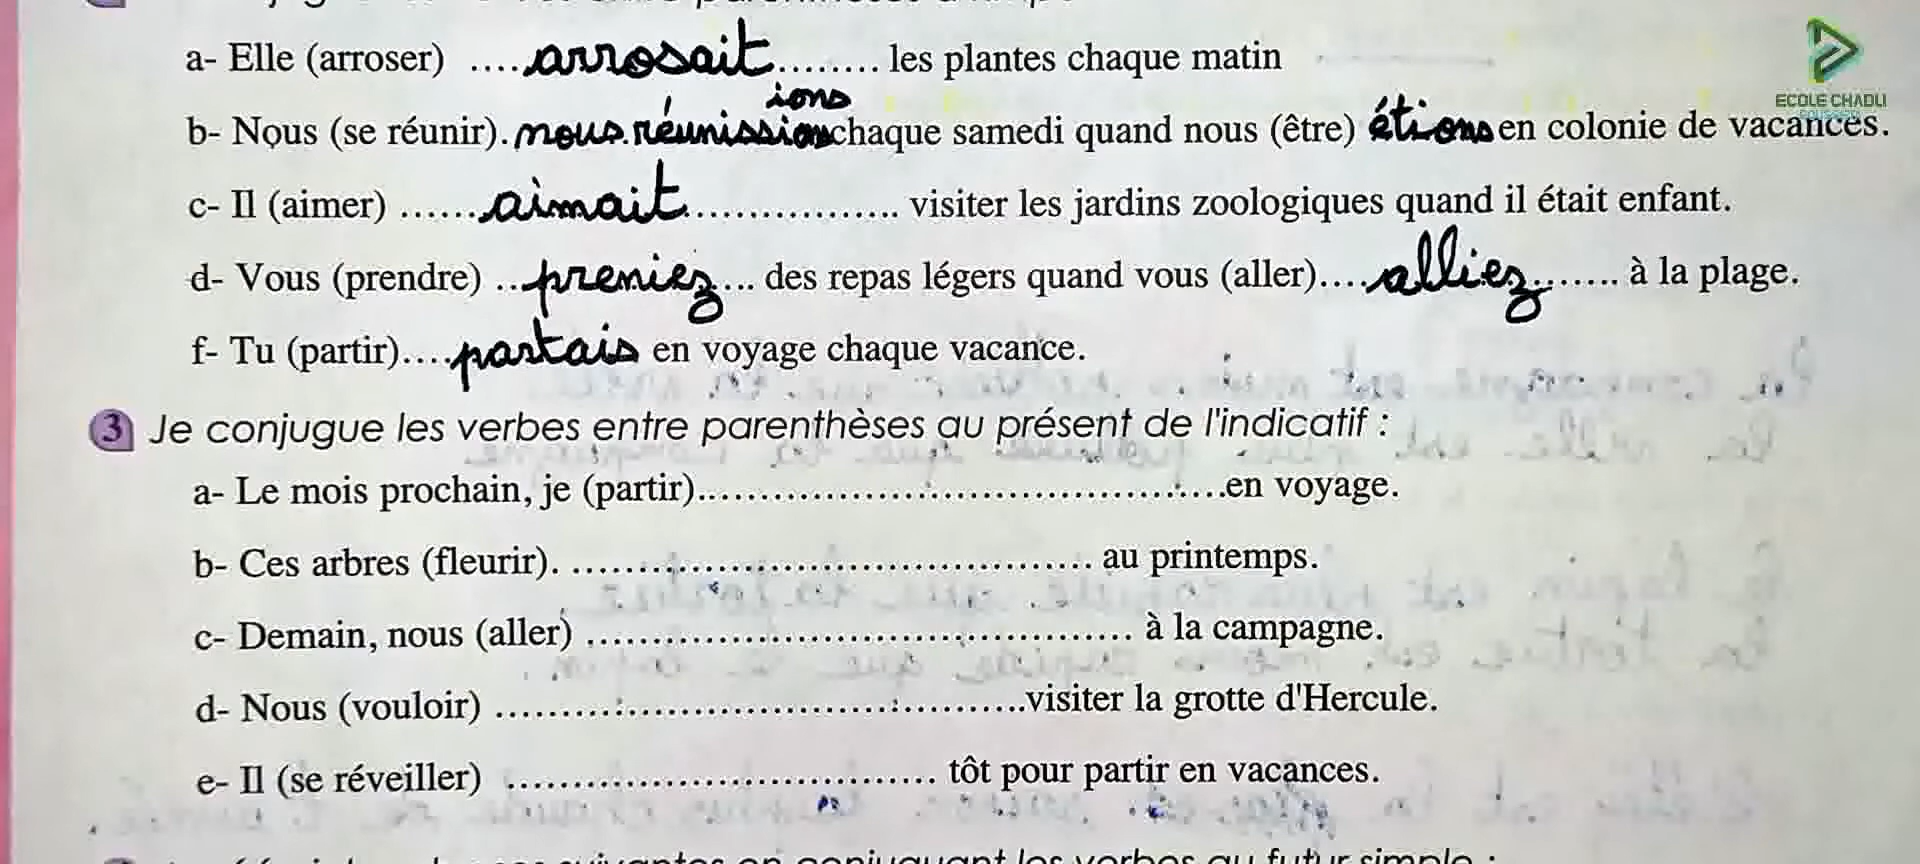 a- Elle (arroser) ....arrosait........ les plantes chaque matin
ECOLE CHADLI
ions
b- Nous (se réunir). nous réunissions chaque samedi quand nous (être) étions en colonie de vacances.
c- Il (aimer) ......aimait................ visiter les jardins zoologiques quand il était enfant.
d- Vous (prendre) ..preniez... des repas légers quand vous (aller)....alliez....... à la plage.
f- Tu (partir)....partais en voyage chaque vacance.
3 Je conjugue les verbes entre parenthèses au présent de l'indicatif :
a- Le mois prochain, je (partir)........................................en voyage.
b- Ces arbres (fleurir). ........................................ au printemps.
c- Demain, nous (aller) .......................................... à la campagne.
d- Nous (vouloir) .........................................visiter la grotte d'Hercule.
e- Il (se réveiller) ................................. tôt pour partir en vacances.